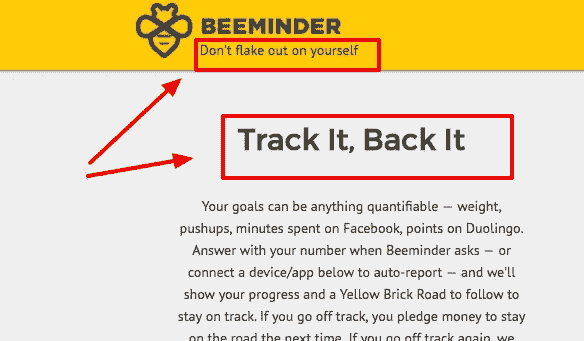 BEEMINDER
Don't flake out on yourself
Track It, Back It
Your goals can be anything quantifiable — weight,
pushups, minutes spent on Facebook, points on Duolingo.
Answer with your number when Beeminder asks — or
connect a device/app below to auto-report — and we'll
show your progress and a Yellow Brick Road to follow to
stay on track. If you go off track, you pledge money to stay
on the road the next time. If you go off track again, we